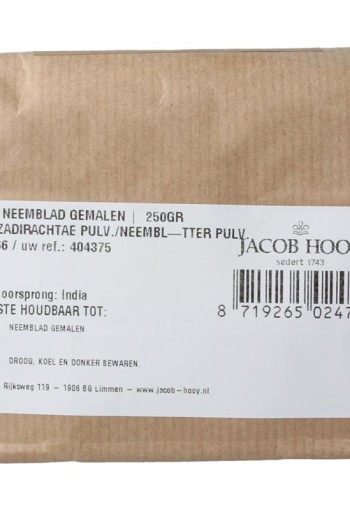 NEEMBLAD GEMALEN | 250GR
ZADIRACHTAE PULV./NEEMBL—TTER PULV.
66 / uw ref.: 404375
JACOB HOOY
sedert 1743
oorsprong: India
STE HOUDBAAR TOT:
NEEMBLAD GEMALEN
8 719265 0247
DROOG, KOEL EN DONKER BEWAREN.
Rijksweg 119 – 1906 BG Limmen – www.jacob-hooy.nl